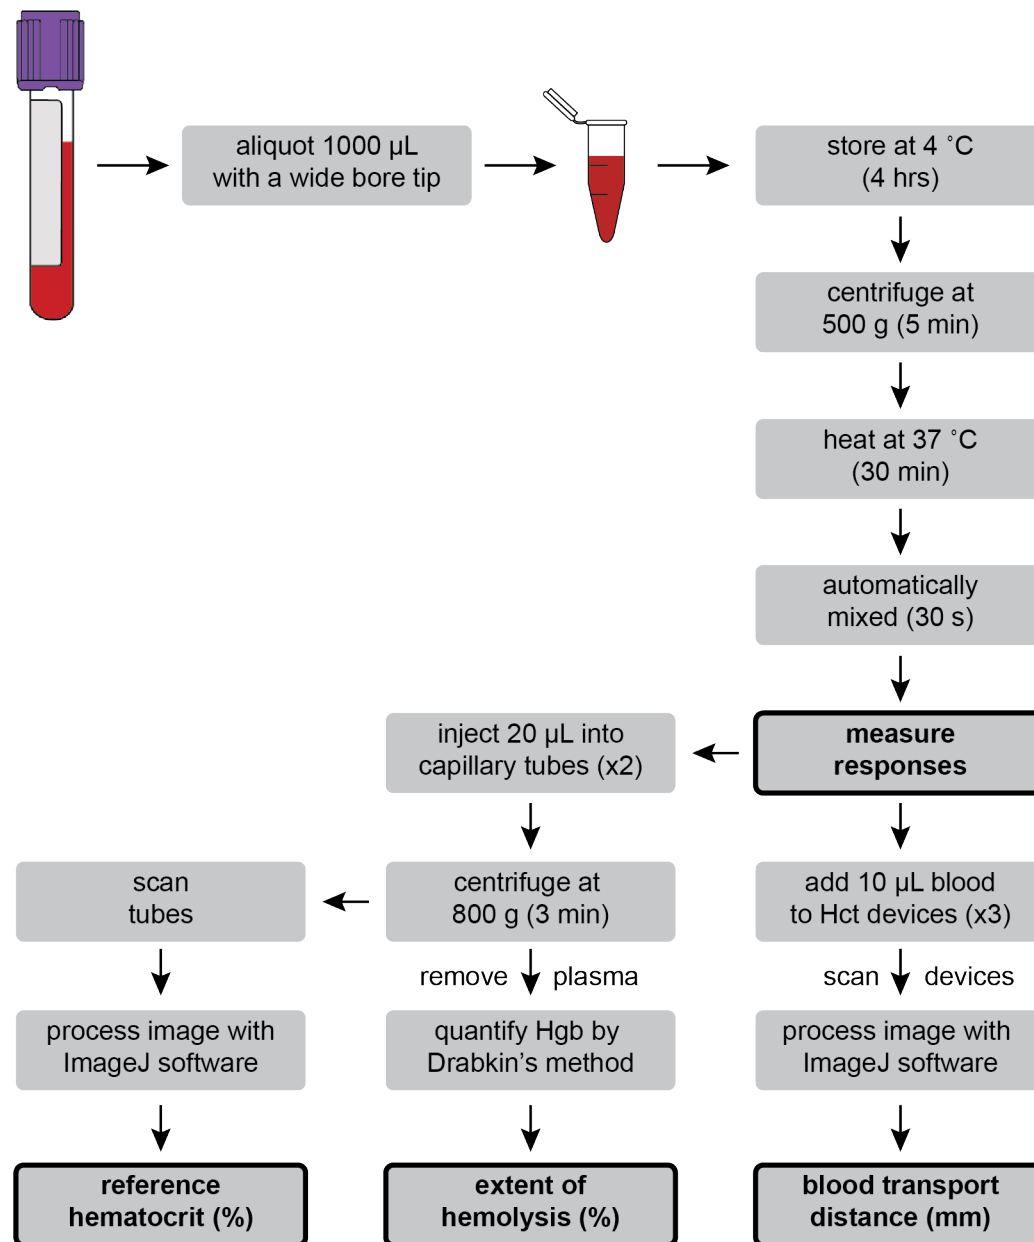 aliquot 1000 µL
with a wide bore tip
store at 4 ˚C
(4 hrs)
centrifuge at
500 g (5 min)
heat at 37 ˚C
(30 min)
automatically
mixed (30 s)
measure
responses
inject 20 µL into
capillary tubes (x2)
scan
tubes
centrifuge at
800 g (3 min)
add 10 µL blood
to Hct devices (x3)
remove plasma
scan devices
process image with
ImageJ software
quantify Hgb by
Drabkin’s method
process image with
ImageJ software
reference
hematocrit (%)
extent of
hemolysis (%)
blood transport
distance (mm)